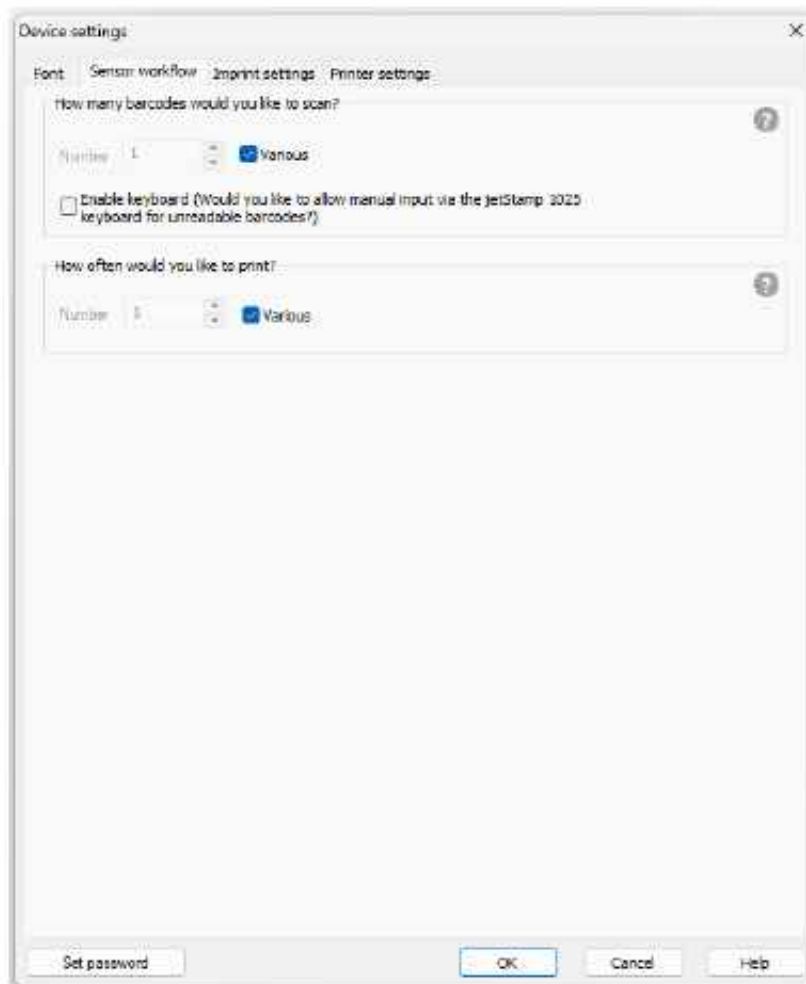 Device settings
Font Sensor workflow Imprint settings Printer settings
How many barcodes would you like to scan?
Number 1 Various
Enable keyboard (Would you like to allow manual input via the jetStamp 1025
keyboard for unreadable barcodes?)
How often would you like to print?
Number Various
Set password OK Cancel Help